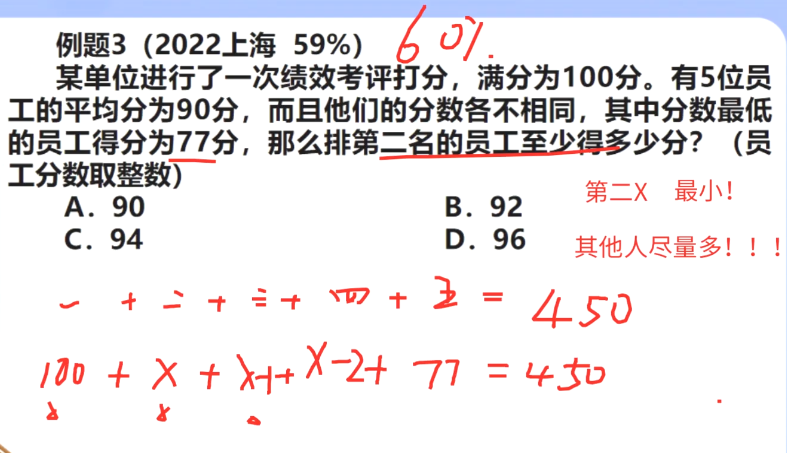 例题3（2022上海 59%）
60%.
某单位进行了一次绩效考评打分，满分为100分。有5位员
工的平均分为90分，而且他们的分数各不相同，其中分数最低
的员工得分为77分，那么排第二名的员工至少得多少分？（员
工分数取整数）
第二X 最小！
A．90 B．92
C．94 D．96
其他人尽量多！！！
一 + 二 + 三 + 四 + 五 = 450
100 + X + X-1 + X-2 + 77 = 450